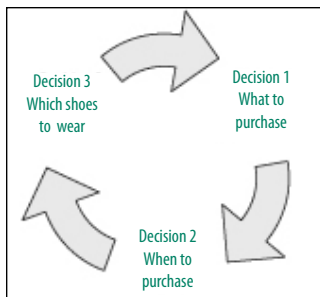 Decision 3
Which shoes
to wear
Decision 1
What to
purchase
Decision 2
When to
purchase